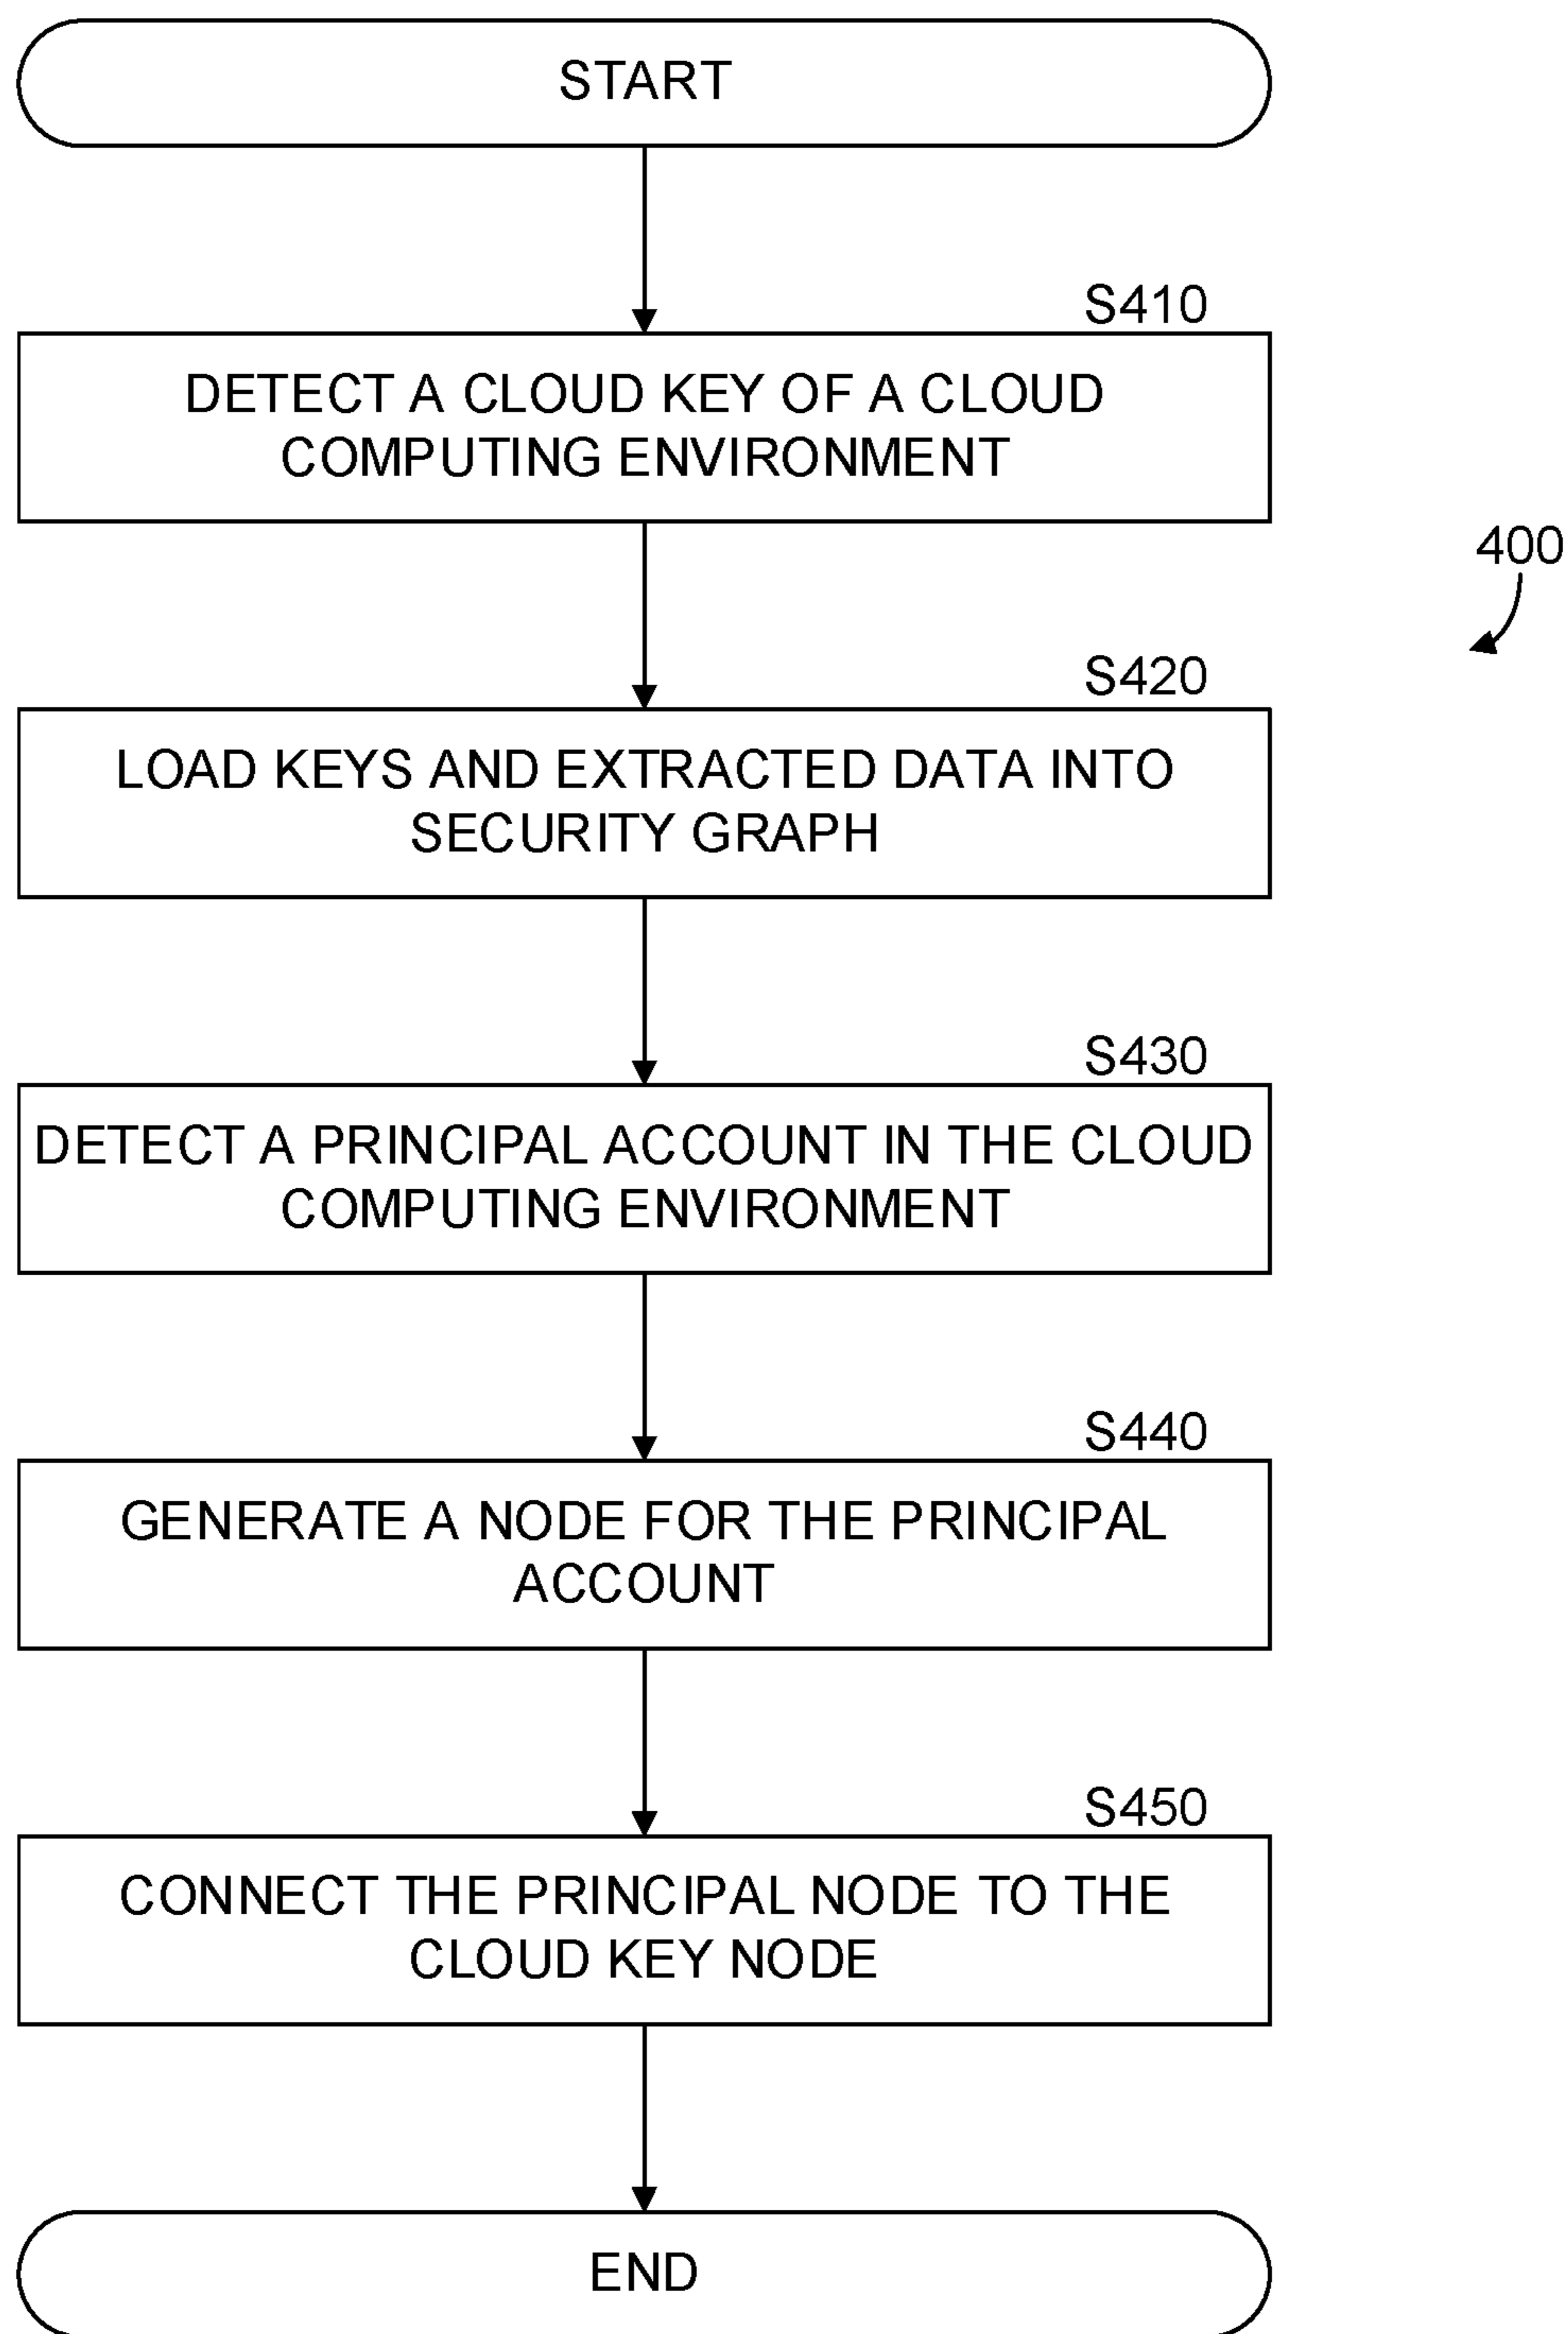 START
S410
DETECT A CLOUD KEY OF A CLOUD
COMPUTING ENVIRONMENT
400
S420
LOAD KEYS AND EXTRACTED DATA INTO
SECURITY GRAPH
S430
DETECT A PRINCIPAL ACCOUNT IN THE CLOUD
COMPUTING ENVIRONMENT
S440
GENERATE A NODE FOR THE PRINCIPAL
ACCOUNT
S450
CONNECT THE PRINCIPAL NODE TO THE
CLOUD KEY NODE
END